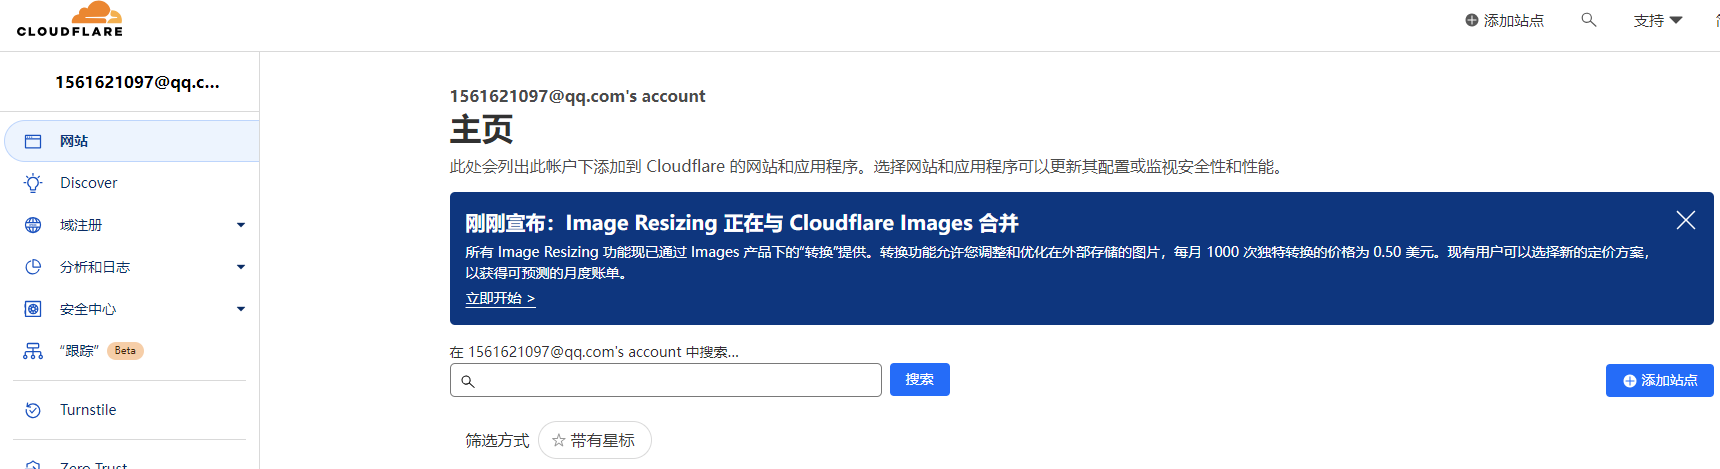 CLOUDFLARE
添加站点
支持
1561621097@qq.c...
网站
Discover
域注册
分析和日志
安全中心
“跟踪” Beta
Turnstile
Zero Trust
1561621097@qq.com's account
主页
此处会列出此帐户下添加到 Cloudflare 的网站和应用程序。选择网站和应用程序可以更新其配置或监视安全性和性能。
刚刚宣布：Image Resizing 正在与 Cloudflare Images 合并
所有 Image Resizing 功能现已通过 Images 产品下的“转换”提供。转换功能允许您调整和优化在外部存储的图片，每月 1000 次独特转换的价格为 0.50 美元。现有用户可以选择新的定价方案，
以获得可预测的月度账单。
立即开始 >
在 1561621097@qq.com's account 中搜索...
搜索
添加站点
筛选方式 带有星标